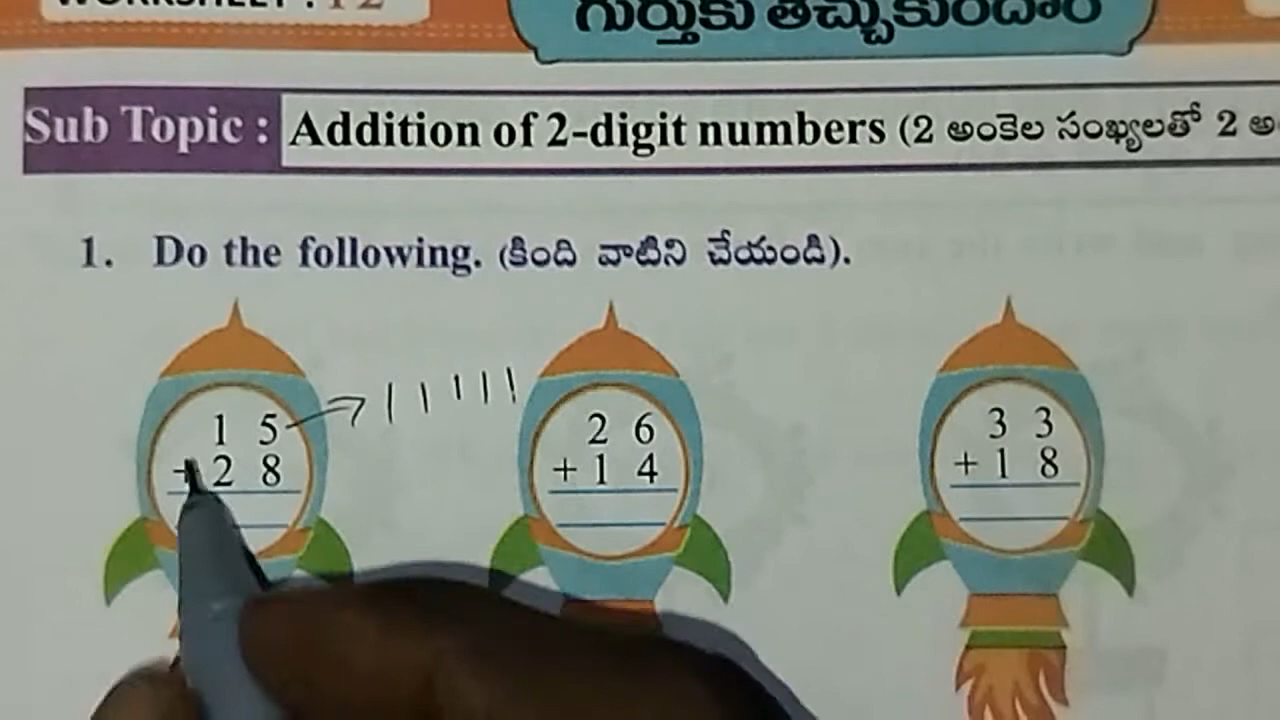 గుర్తుకు తెచ్చుకుందాం
Sub Topic : Addition of 2-digit numbers (2 అంకెల సంఖ్యలతో 2
1. Do the following. (కింది వాటిని చేయండి).
1 5
+ 2 8
2 6
+ 1 4
3 3
+ 1 8